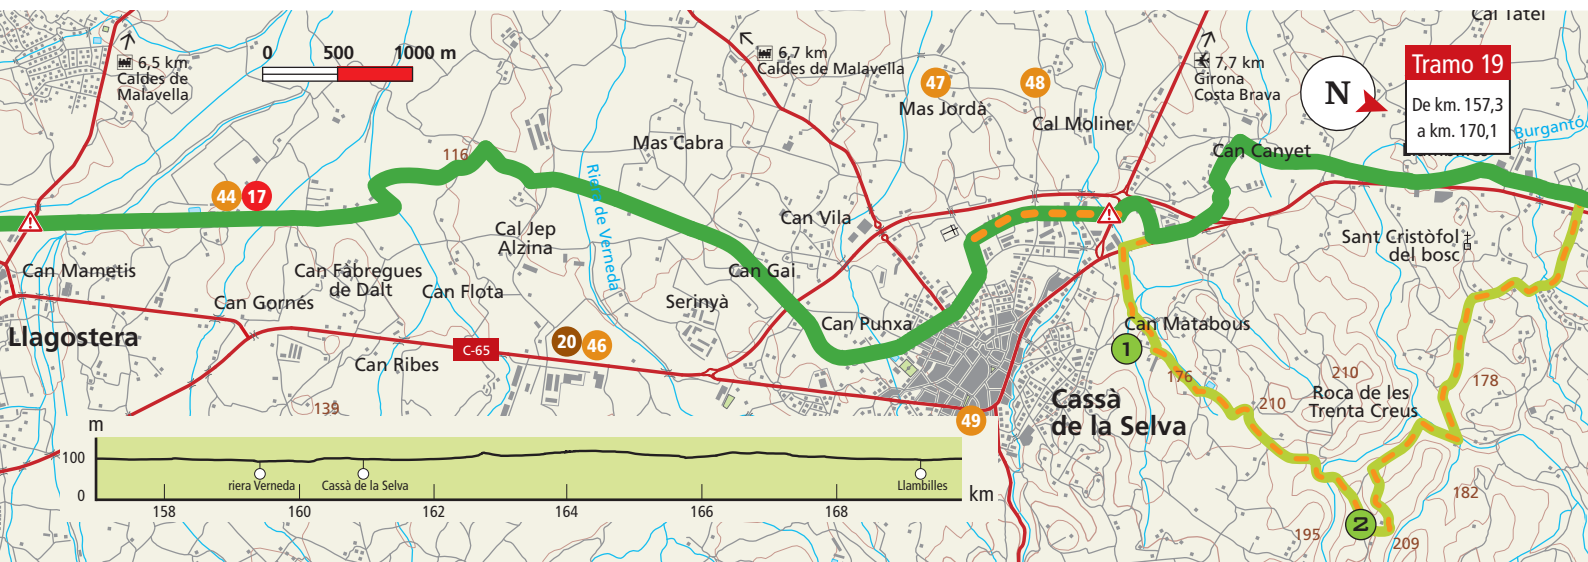 Cal Tatel
0
500
1000 m
6,5 km
Caldes de
Malavella
6,7 km
Caldes de Malavella
7,7 km
Girona
Costa Brava
N
Tramo 19
De km. 157,3
a km. 170,1
Burgantó
47
48
Mas Jordà
Cal Moliner
Mas Cabra
Can Canyet
116
44
17
Riera de Verneda
Cal Jep
Alzina
Can Vila
Sant Cristòfol
del bosc
Can Mametis
Can Fàbregues
de Dalt
Can Gai
Can Flota
Can Gornés
Serinyà
Can Punxa
Can Matabous
Llagostera
C-65
20
46
1
Can Ribes
176
210
178
Roca de les
Trenta Creus
139
210
Cassà
de la Selva
49
m
100
0
riera Verneda
Cassà de la Selva
Llambilles
km
158
160
162
164
166
168
182
2
195
209